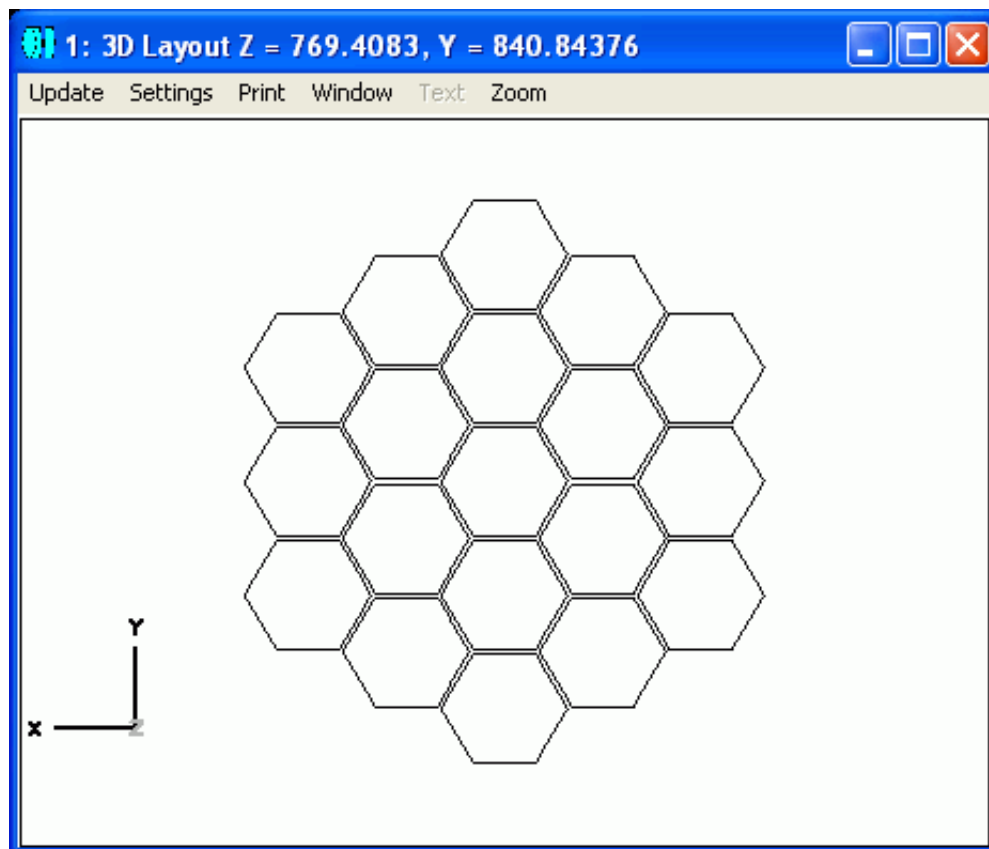 1: 3D Layout Z = 769.4083, Y = 840.84376
Update Settings Print Window Text Zoom
Y
X Z